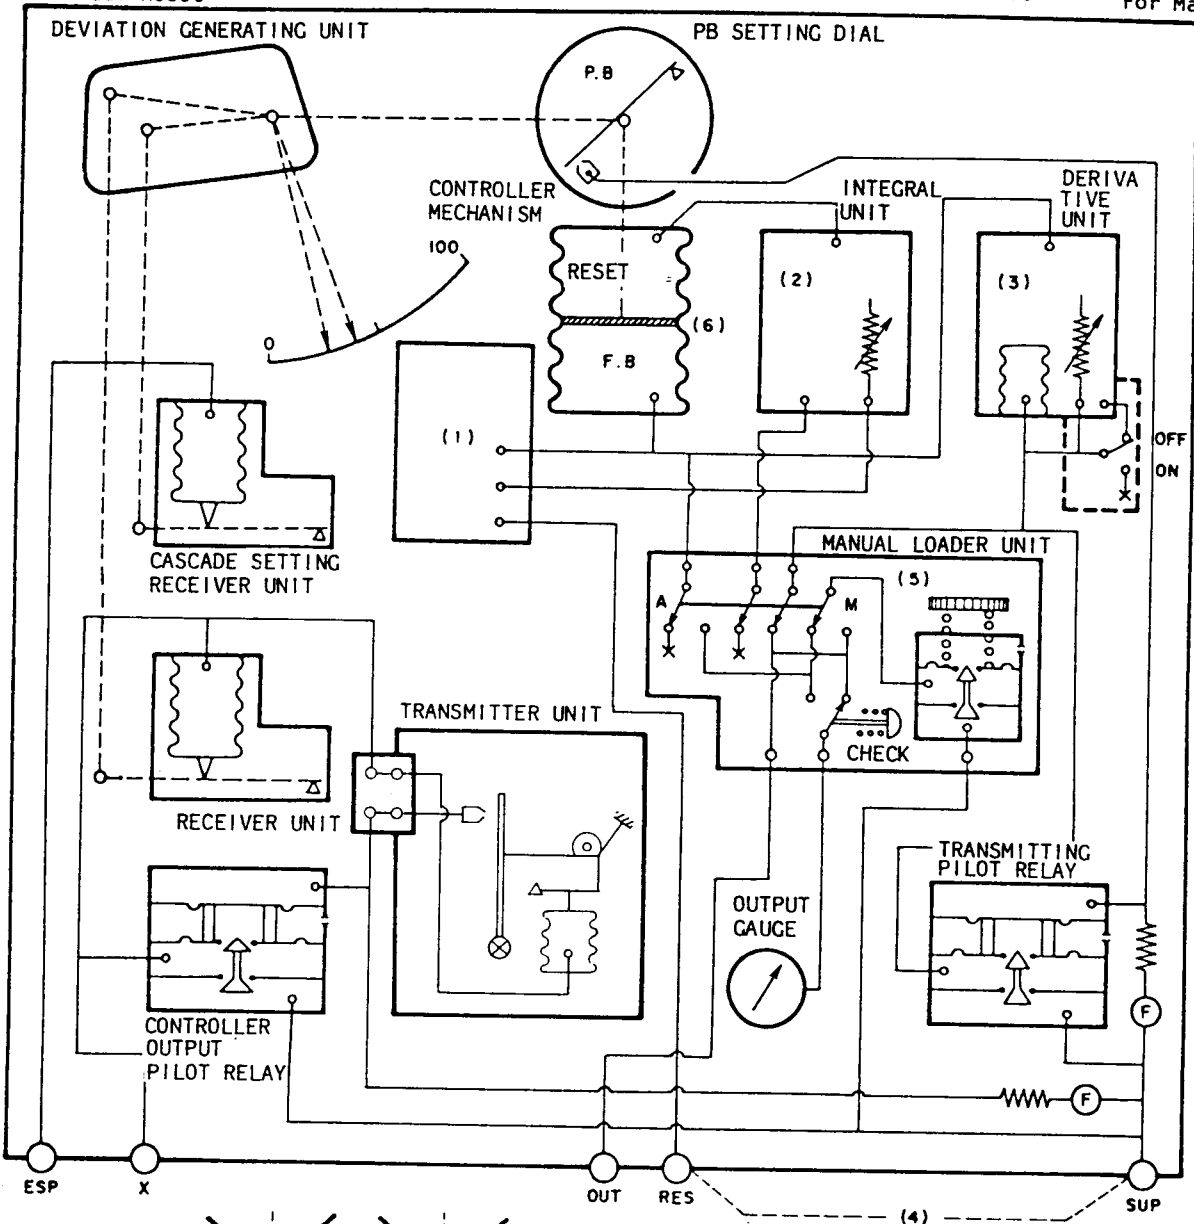 For Ma
DEVIATION GENERATING UNIT
PB SETTING DIAL
P.B
CONTROLLER
MECHANISM
INTEGRAL
UNIT
DERIVA
TIVE
UNIT
100
0
RESET
(6)
F.B
(2)
(3)
(1)
OFF
ON
CASCADE SETTING
RECEIVER UNIT
MANUAL LOADER UNIT
(5)
A
M
CHECK
TRANSMITTER UNIT
RECEIVER UNIT
OUTPUT
GAUGE
TRANSMITTING
PILOT RELAY
F
CONTROLLER
OUTPUT
PILOT RELAY
F
ESP
X
OUT
RES
(4)
SUP